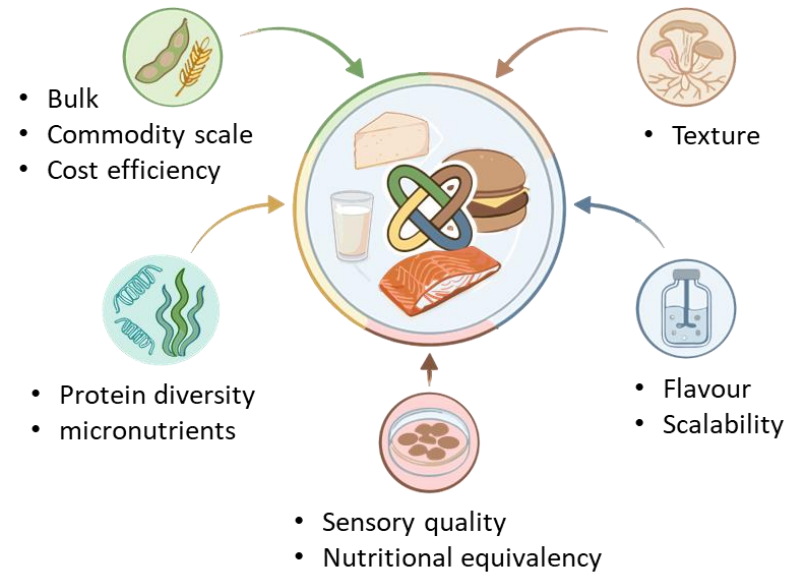 • Bulk
• Commodity scale
• Cost efficiency
• Texture
• Protein diversity
• micronutrients
• Flavour
• Scalability
• Sensory quality
• Nutritional equivalency